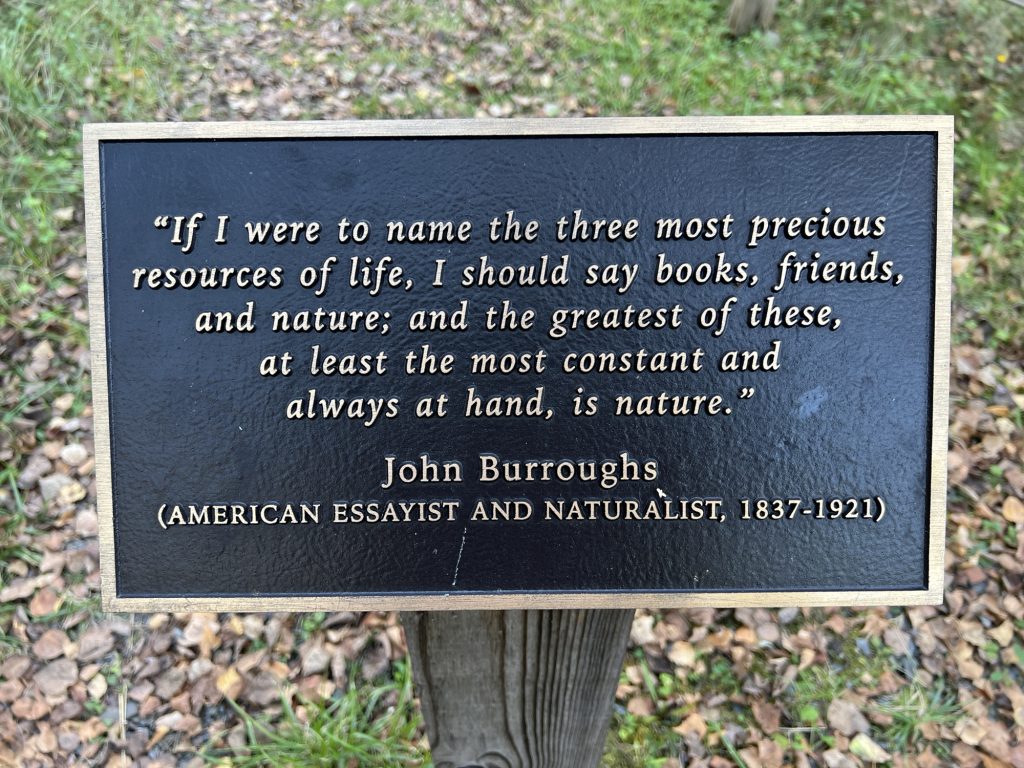 “If I were to name the three most precious
resources of life, I should say books, friends,
and nature; and the greatest of these,
at least the most constant and
always at hand, is nature.”
John Burroughs
(AMERICAN ESSAYIST AND NATURALIST, 1837-1921)